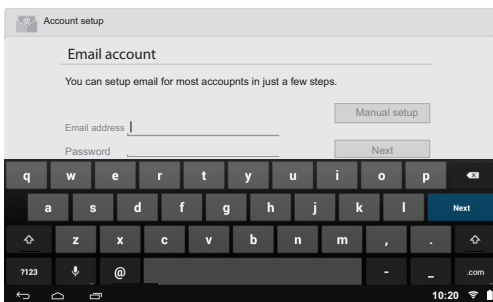 Account setup
Email account
You can setup email for most accoupnts in just a few steps.
Manual setup
Email address
Password
Next
q w e r t y u i o p
a s d f g h j k l Next
z x c v b n m , .
?123 @ - _ .com
10:20